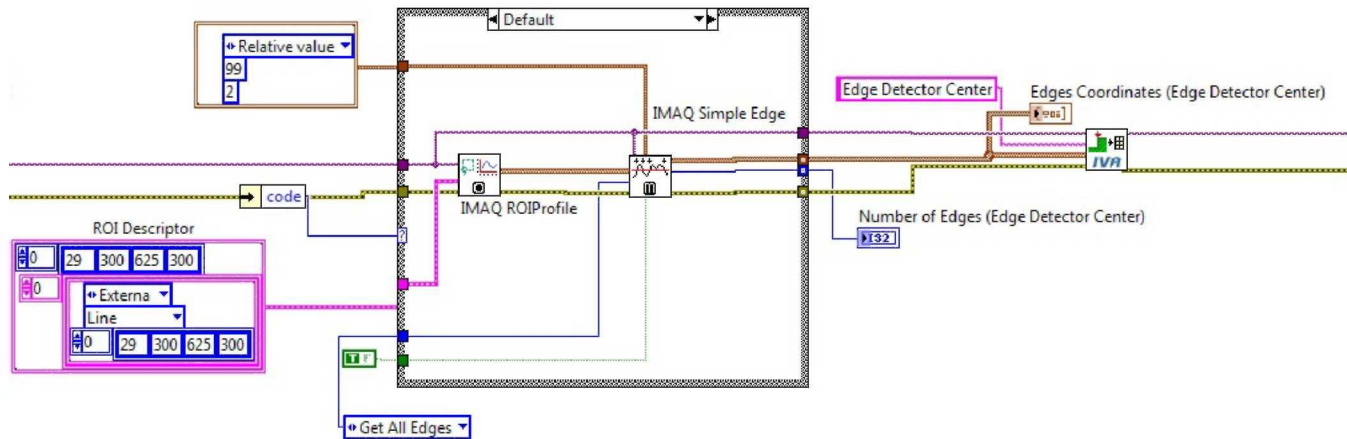 Default
Relative value
99
2
IMAQ Simple Edge
Edge Detector Center
Edges Coordinates (Edge Detector Center)
IVA
code
IMAQ ROIProfile
?
Number of Edges (Edge Detector Center)
I32
ROI Descriptor
0 29 300 625 300
0
Externa
Line
0 29 300 625 300
T F
Get All Edges